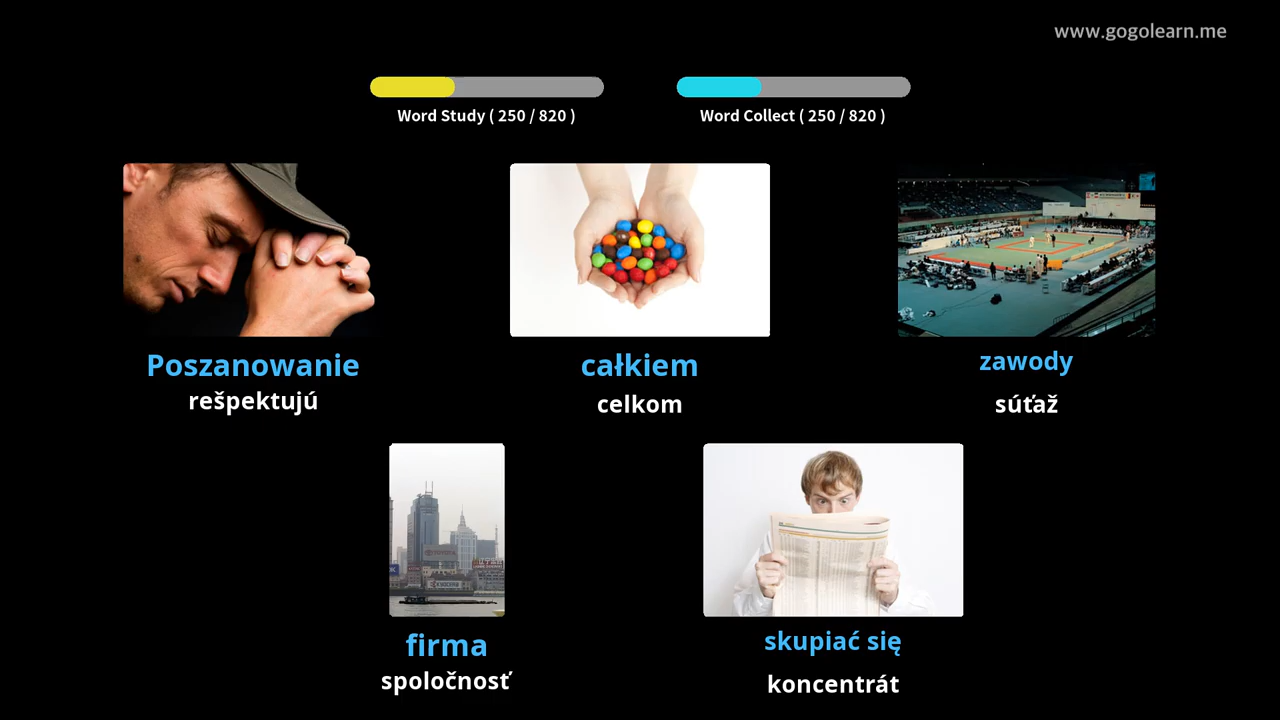 www.gogolearn.me
Word Study ( 250 / 820 )
Word Collect ( 250 / 820 )
Poszanowanie
rešpektujú
całkiem
celkom
zawody
súťaž
TOYOTA
firma
spoločnosť
skupiać się
koncentrát